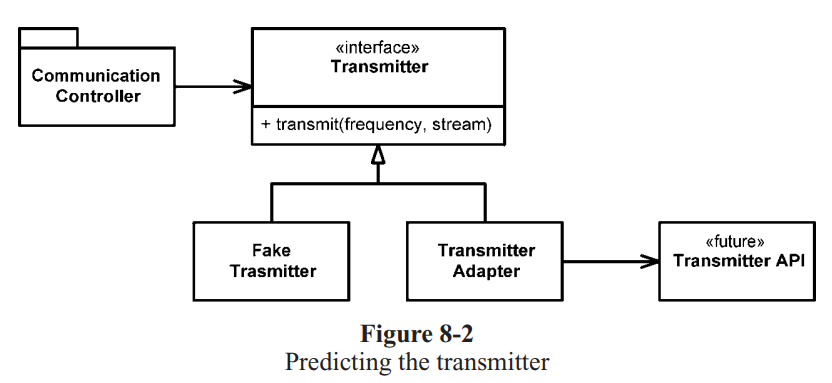 Communication
Controller
«interface»
Transmitter
+ transmit(frequency, stream)
Fake
Trasmitter
Transmitter
Adapter
«future»
Transmitter API
Figure 8-2
Predicting the transmitter